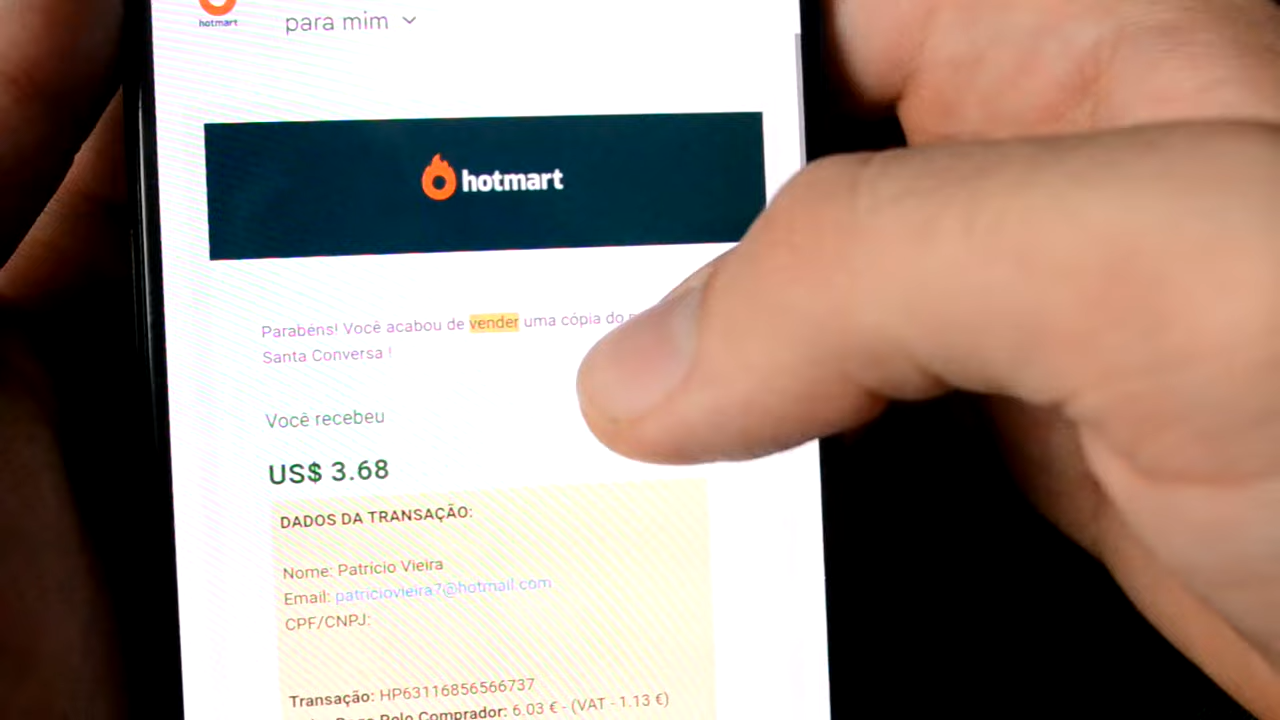 hotmart
para mim
hotmart
Parabéns! Você acabou de vender uma cópia do
Santa Conversa !
Você recebeu
US$ 3.68
DADOS DA TRANSAÇÃO:
Nome: Patricio Vieira
Email: patriciovieira7@hotmail.com
CPF/CNPJ:
Transação: HP63116856566737
Pelo Comprador: 6.03 € - (VAT - 1.13 €)